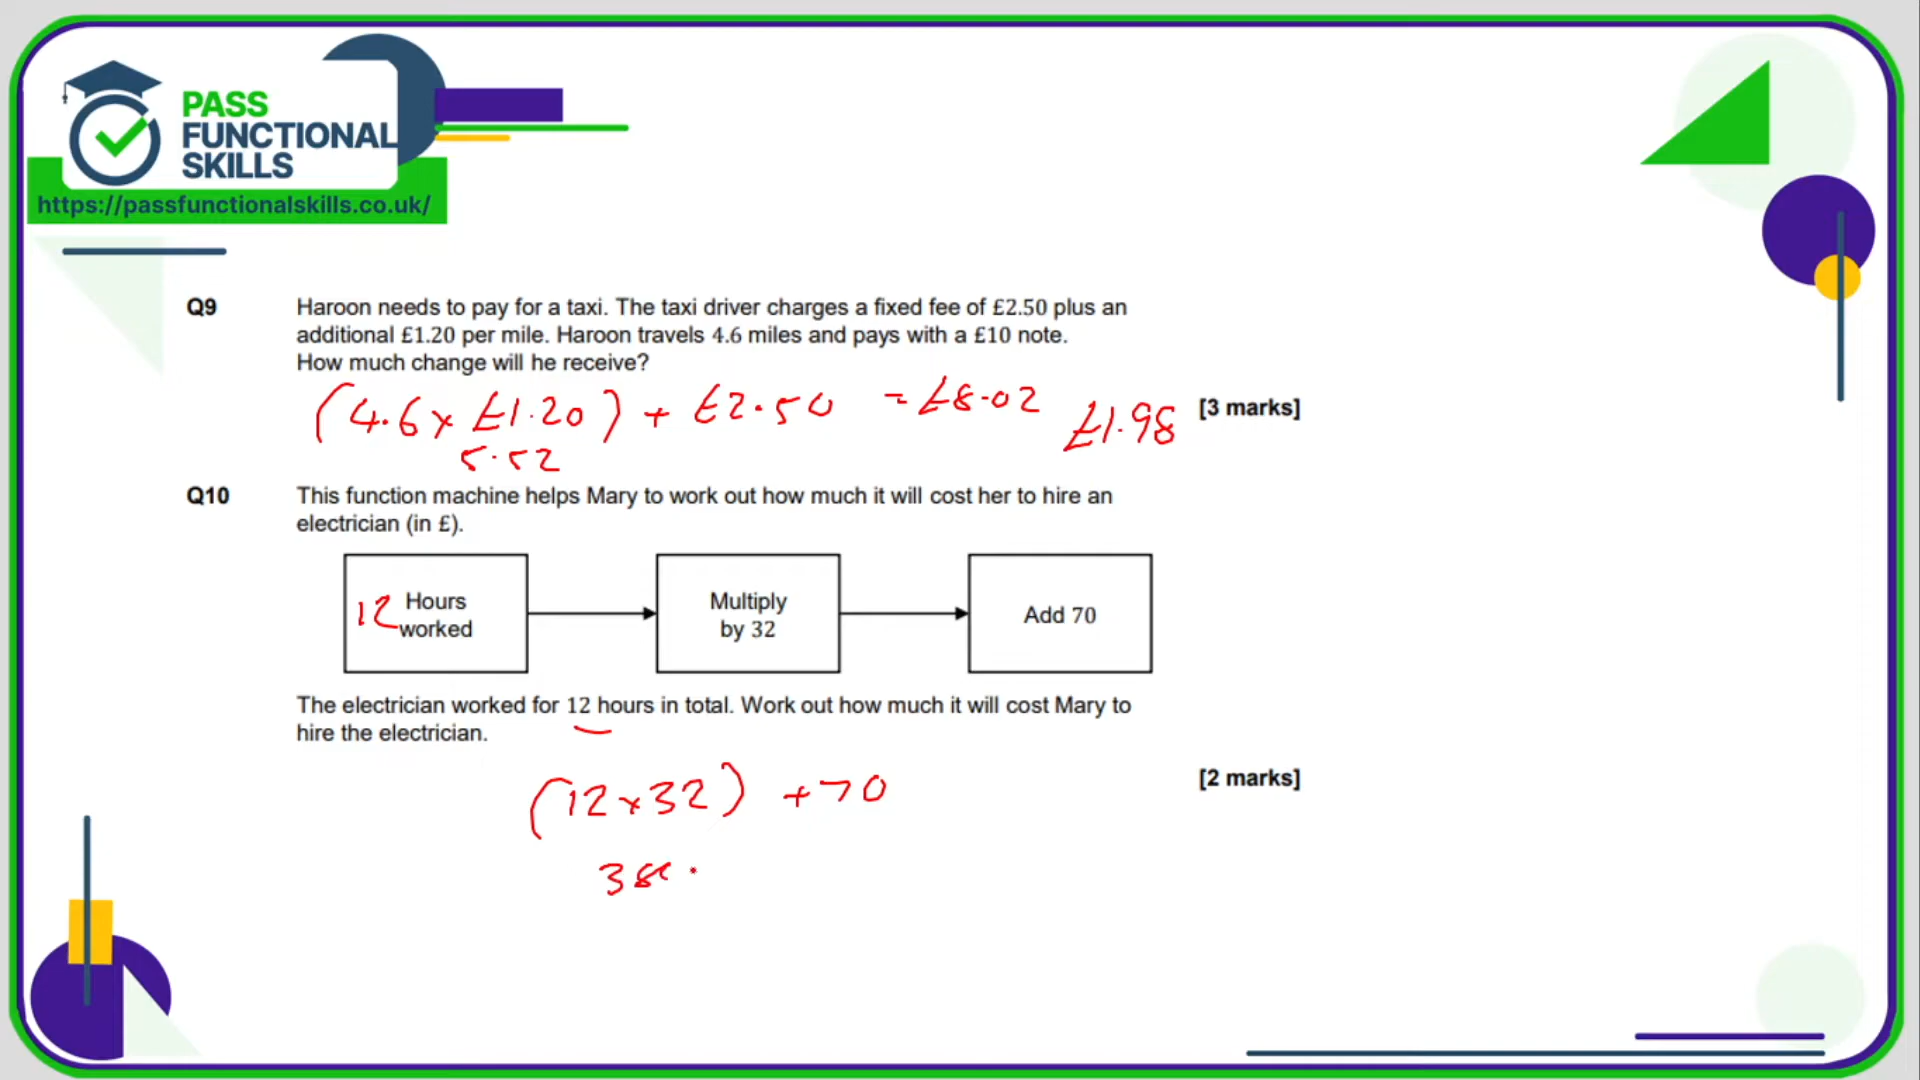 PASS
FUNCTIONAL
SKILLS
https://passfunctionalskills.co.uk/
Q9 Haroon needs to pay for a taxi. The taxi driver charges a fixed fee of £2.50 plus an
additional £1.20 per mile. Haroon travels 4.6 miles and pays with a £10 note.
How much change will he receive?
(4.6 x £1.20) + £2.50 = £8.02 £1.98 [3 marks]
5.52
Q10 This function machine helps Mary to work out how much it will cost her to hire an
electrician (in £).
12 Hours
worked
Multiply
by 32
Add 70
The electrician worked for 12 hours in total. Work out how much it will cost Mary to
hire the electrician.
[2 marks]
(12 x 32) + 70